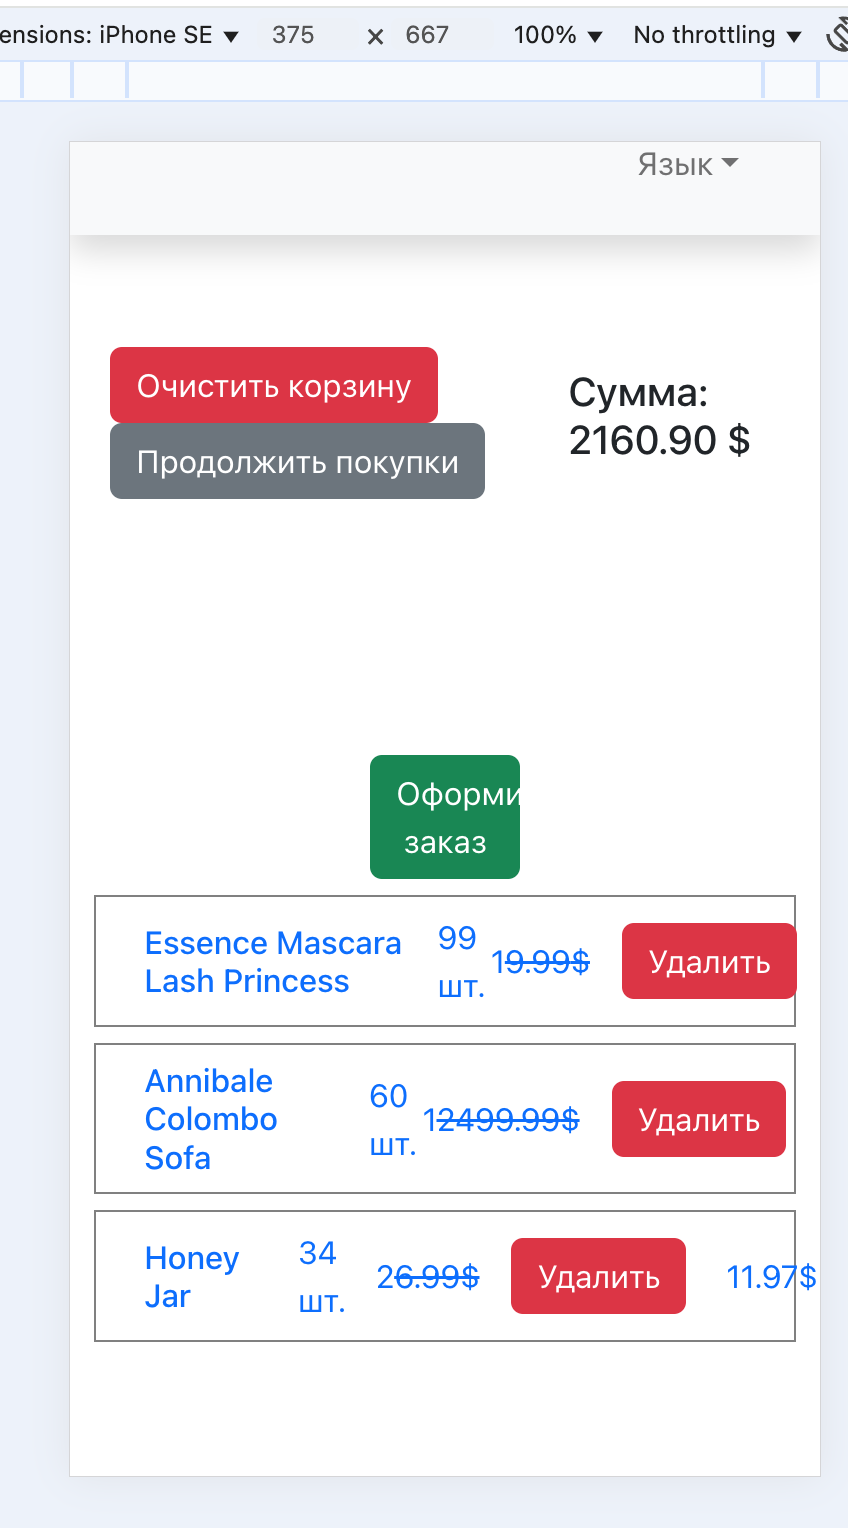 ensions: iPhone SE 375 × 667 100% No throttling
Язык
Очистить корзину
Продолжить покупки
Сумма:
2160.90 $
Оформи
заказ
Essence Mascara
Lash Princess
99
шт.
19.99$
Удалить
Annibale
Colombo
Sofa
60
шт.
12499.99$
Удалить
Honey
Jar
34
шт.
26.99$
Удалить
11.97$